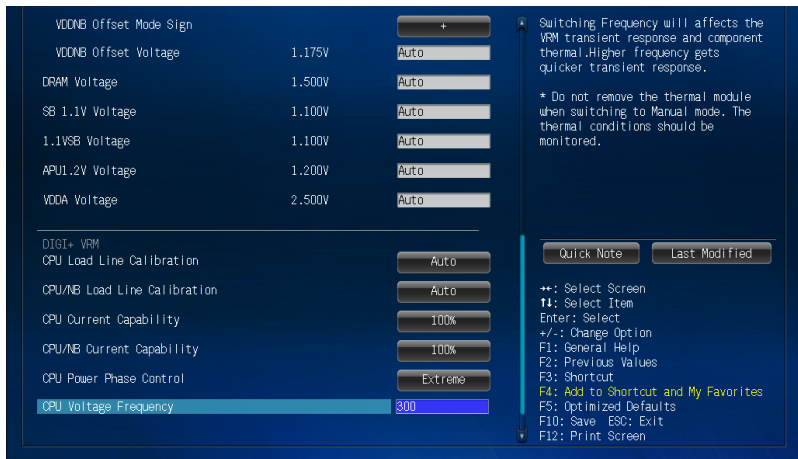 VDDNB Offset Mode Sign +
VDDNB Offset Voltage 1.175V Auto
DRAM Voltage 1.500V Auto
SB 1.1V Voltage 1.100V Auto
1.1VSB Voltage 1.100V Auto
APU1.2V Voltage 1.200V Auto
VDDA Voltage 2.500V Auto
DIGI+ VRM
CPU Load Line Calibration Auto
CPU/NB Load Line Calibration Auto
CPU Current Capability 100%
CPU/NB Current Capability 100%
CPU Power Phase Control Extreme
CPU Voltage Frequency 300
Switching Frequency will affects the
VRM transient response and component
thermal.Higher frequency gets
quicker transient response.
* Do not remove the thermal module
when switching to Manual mode. The
thermal conditions should be
monitored.
Quick Note Last Modified
→←: Select Screen
↑↓: Select Item
Enter: Select
+/-: Change Option
F1: General Help
F2: Previous Values
F3: Shortcut
F4: Add to Shortcut and My Favorites
F5: Optimized Defaults
F10: Save ESC: Exit
F12: Print Screen